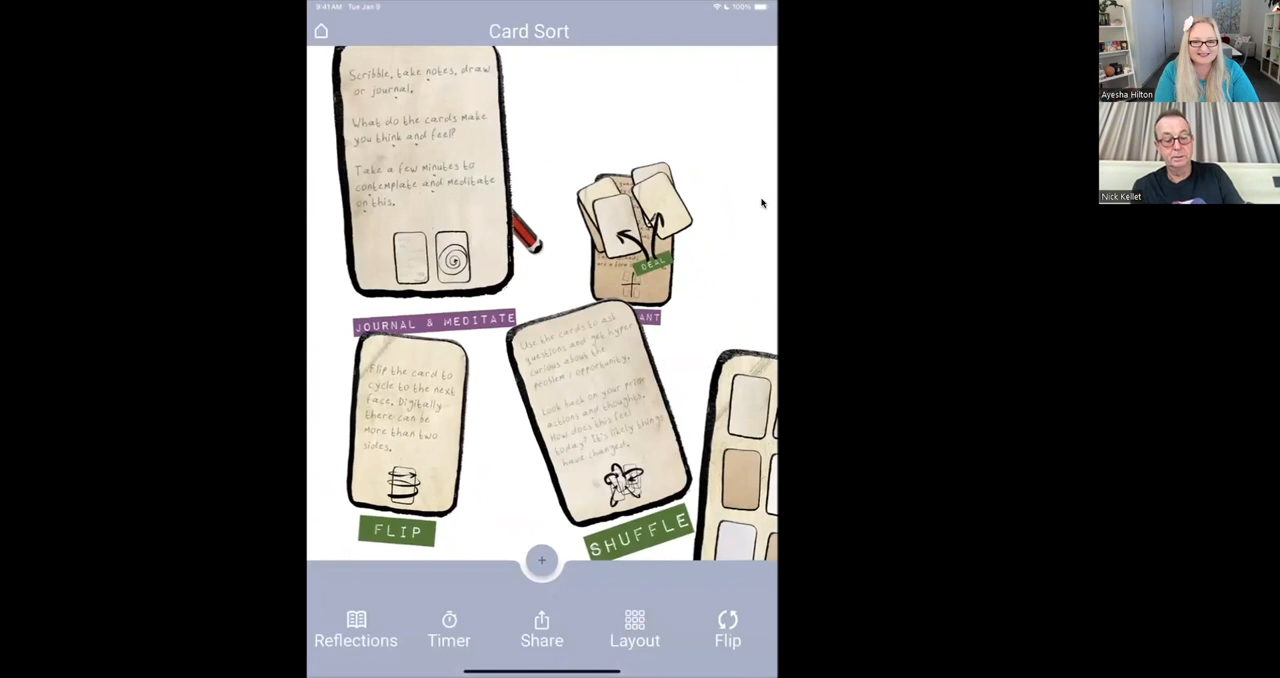 9:41 AM Tue Jan 9
100%
Card Sort
Scribble, take notes, draw
or journal.
What do the cards make
you think and feel?
Take a few minutes to
contemplate and meditate
on this.
JOURNAL & MEDITATE
DEAL
ANT
Flip the card to
cycle to the next
face. Digitally
there can be
more than two
sides.
FLIP
Use the cards to ask
questions and get hyper
curious about the
problem / opportunity.
Look back on your prior
actions and thoughts.
How does this feel
today? It's likely things
have changed.
SHUFFLE
Reflections
Timer
Share
Layout
Flip
Ayesha Hilton
Nick Kellet